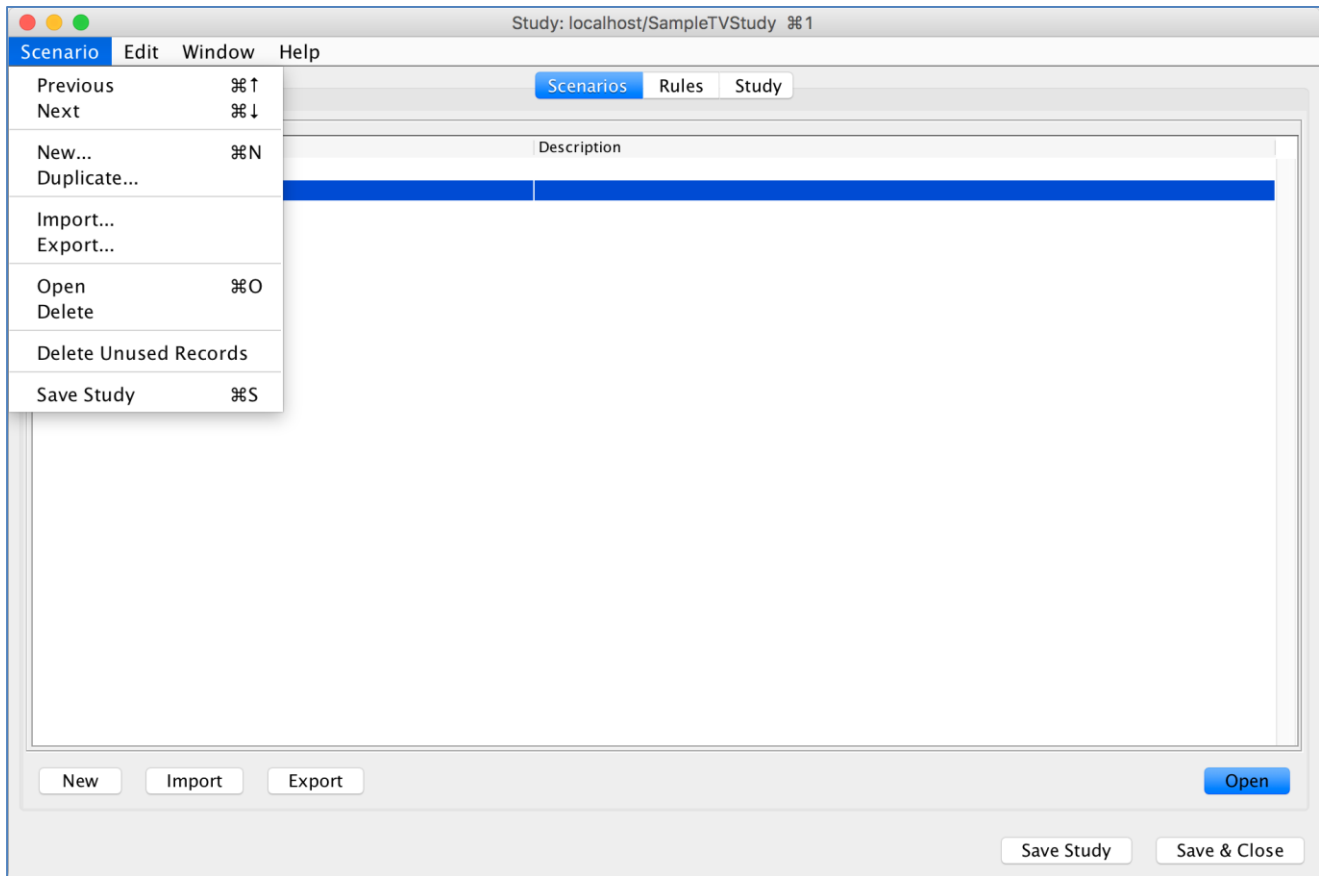 Study: localhost/SampleTVStudy ⌘1
Scenario Edit Window Help
Scenarios Rules Study
Previous ⌘↑
Next ⌘↓
New... ⌘N
Duplicate...
Import...
Export...
Open ⌘O
Delete
Delete Unused Records
Save Study ⌘S
Description
New Import Export Open
Save Study Save & Close